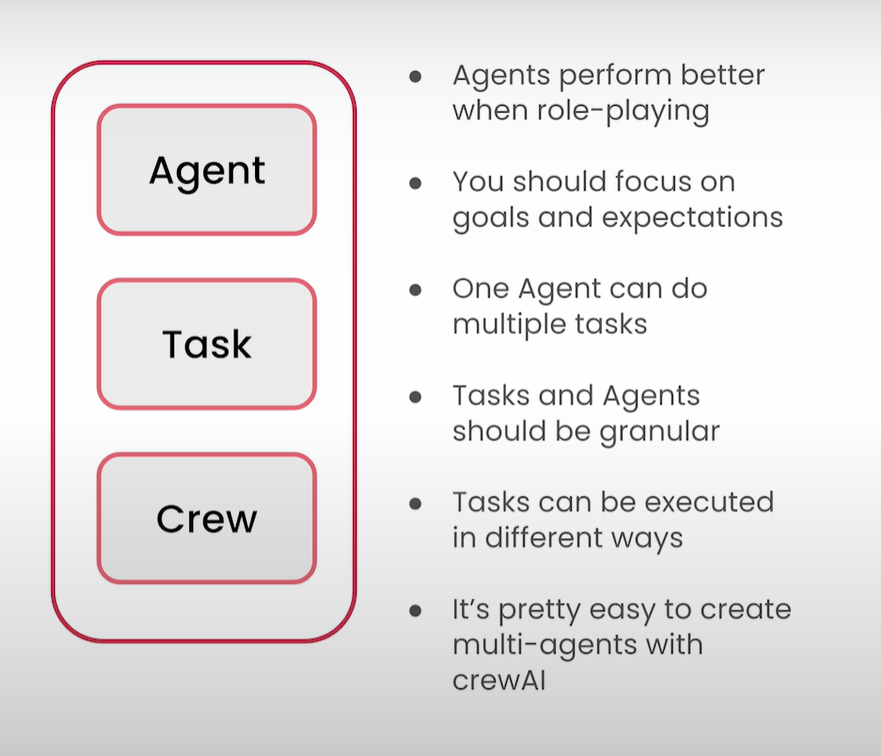 Agent
Task
Crew
● Agents perform better
when role-playing
● You should focus on
goals and expectations
● One Agent can do
multiple tasks
● Tasks and Agents
should be granular
● Tasks can be executed
in different ways
● It’s pretty easy to create
multi-agents with
crewAI